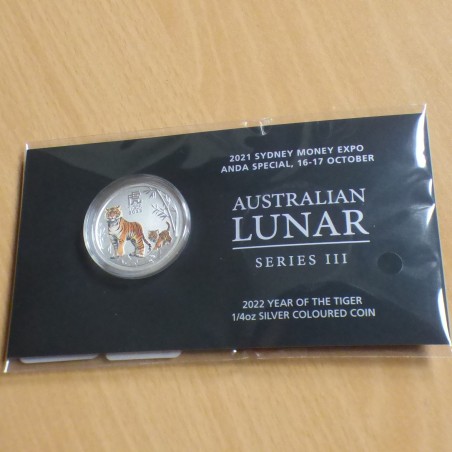 2021 SYDNEY MONEY EXPO
ANDA SPECIAL, 16-17 OCTOBER
AUSTRALIAN
LUNAR
SERIES III
2022 YEAR OF THE TIGER
1/4oz SILVER COLOURED COIN
虎